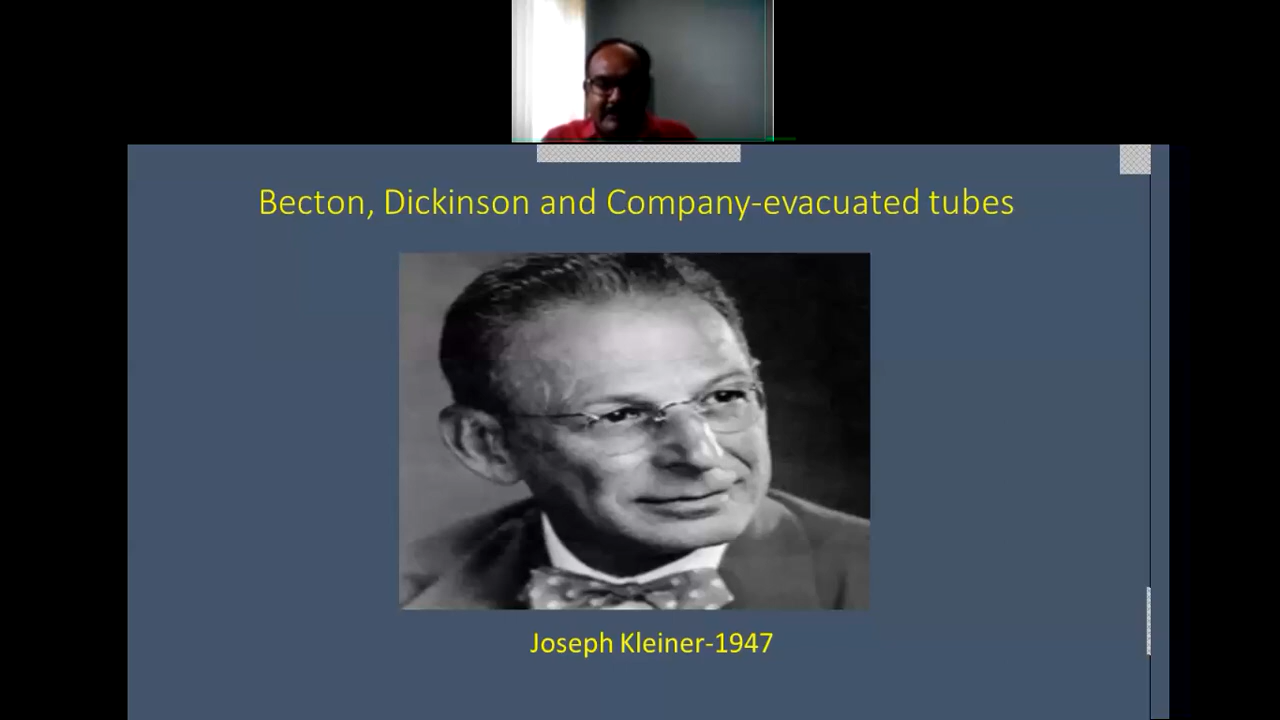 Becton, Dickinson and Company-evacuated tubes
Joseph Kleiner-1947